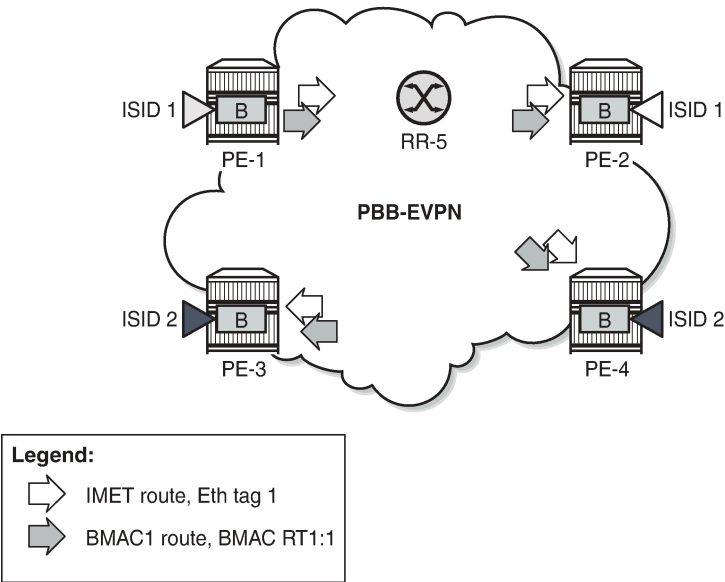 ISID 1
B
PE-1
RR-5
B
ISID 1
PE-2
PBB-EVPN
ISID 2
B
PE-3
B
ISID 2
PE-4
Legend:
IMET route, Eth tag 1
BMAC1 route, BMAC RT1:1